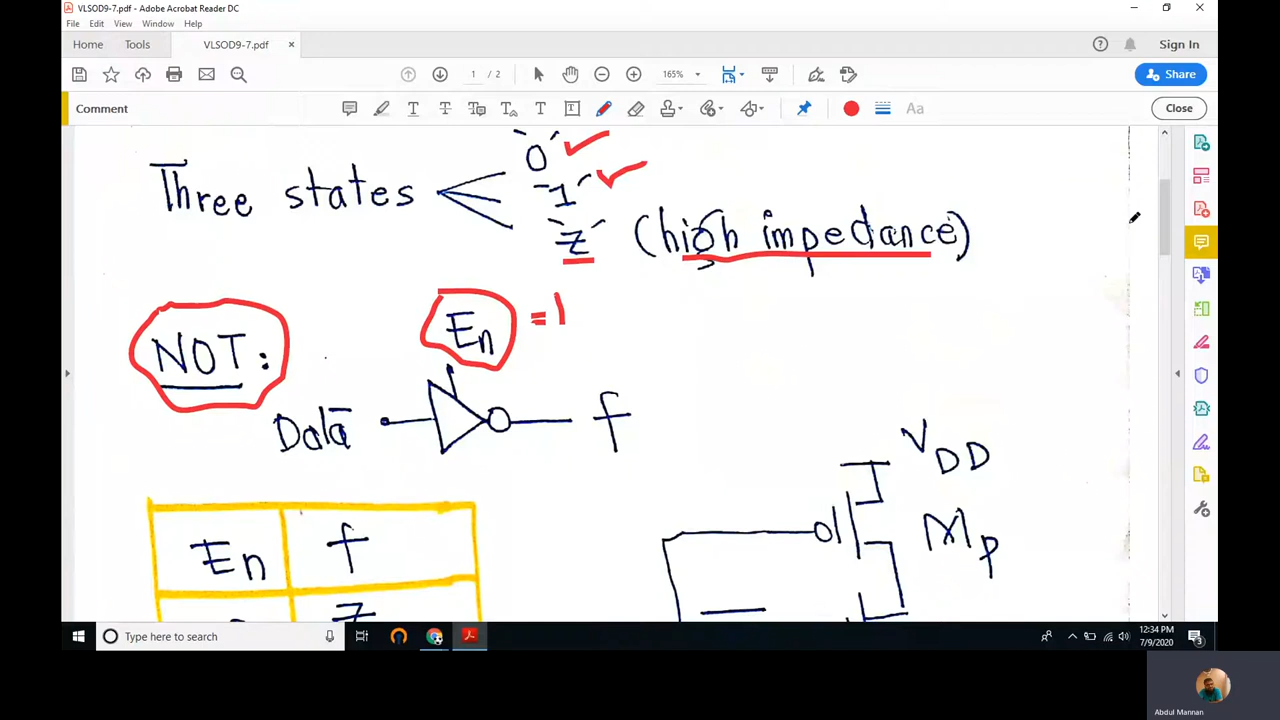 VLSOD9-7.pdf - Adobe Acrobat Reader DC
File Edit View Window Help
Home Tools VLSOD9-7.pdf × Sign In
1 / 2 165% Share
Comment Aa Close
"0"
Three states "1"
"Z" (high impedance)
En =1
NOT:
Data f
VDD
En f Mp
Z
Type here to search
12:34 PM
7/9/2020
3
Abdul Mannan